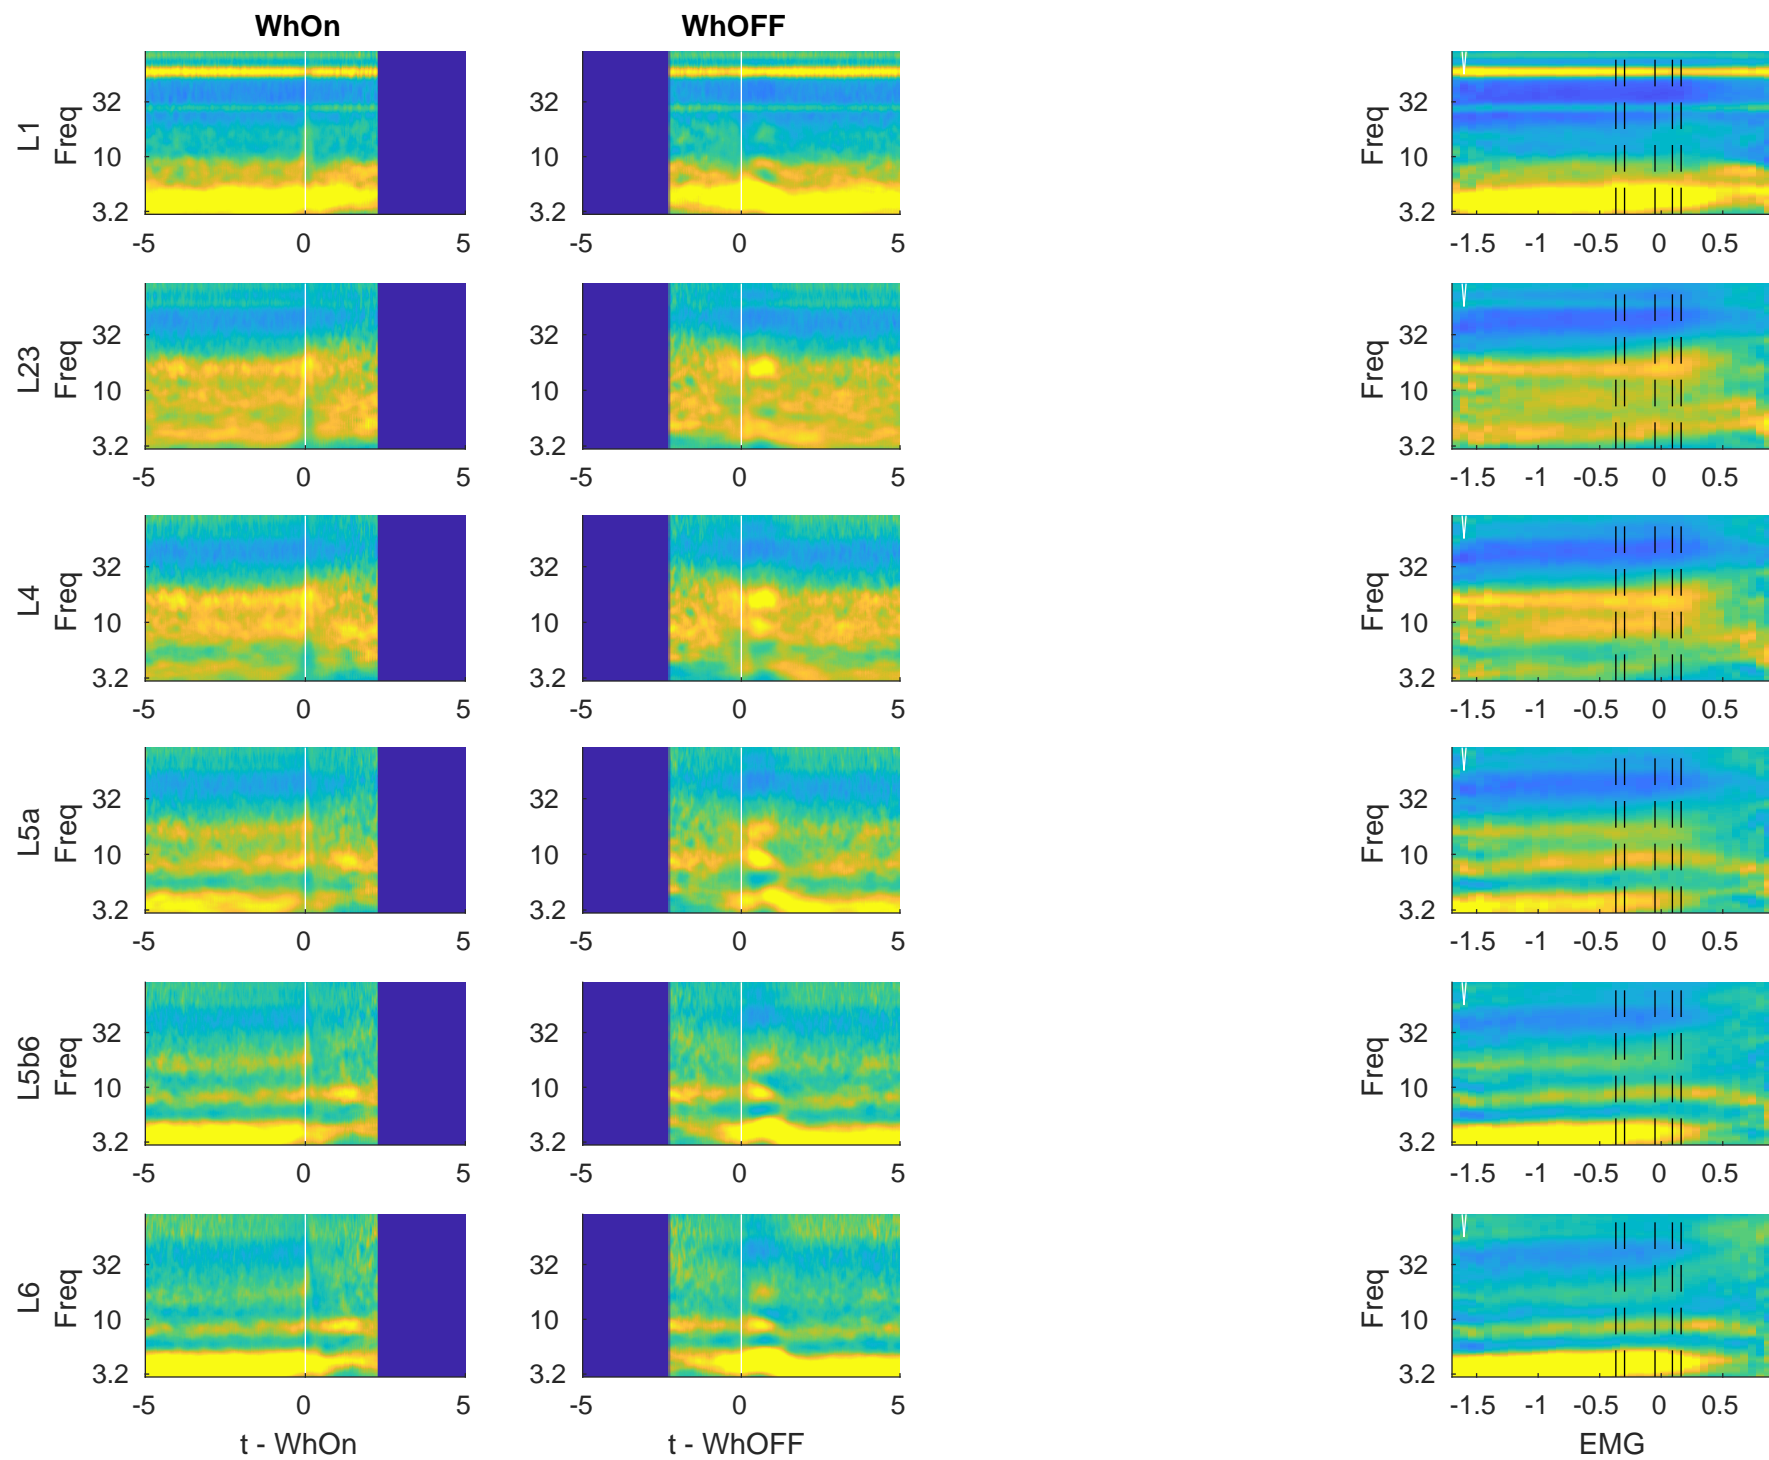 WhOn WhOFF
L1 Freq 32 10 3.2 -5 0 5
32 10 3.2 -5 0 5
Freq 32 10 3.2 -1.5 -1 -0.5 0 0.5
L23 Freq 32 10 3.2 -5 0 5
32 10 3.2 -5 0 5
Freq 32 10 3.2 -1.5 -1 -0.5 0 0.5
L4 Freq 32 10 3.2 -5 0 5
32 10 3.2 -5 0 5
Freq 32 10 3.2 -1.5 -1 -0.5 0 0.5
L5a Freq 32 10 3.2 -5 0 5
32 10 3.2 -5 0 5
Freq 32 10 3.2 -1.5 -1 -0.5 0 0.5
L5b6 Freq 32 10 3.2 -5 0 5
32 10 3.2 -5 0 5
Freq 32 10 3.2 -1.5 -1 -0.5 0 0.5
L6 Freq 32 10 3.2 -5 0 5
32 10 3.2 -5 0 5
Freq 32 10 3.2 -1.5 -1 -0.5 0 0.5
t - WhOn t - WhOFF EMG